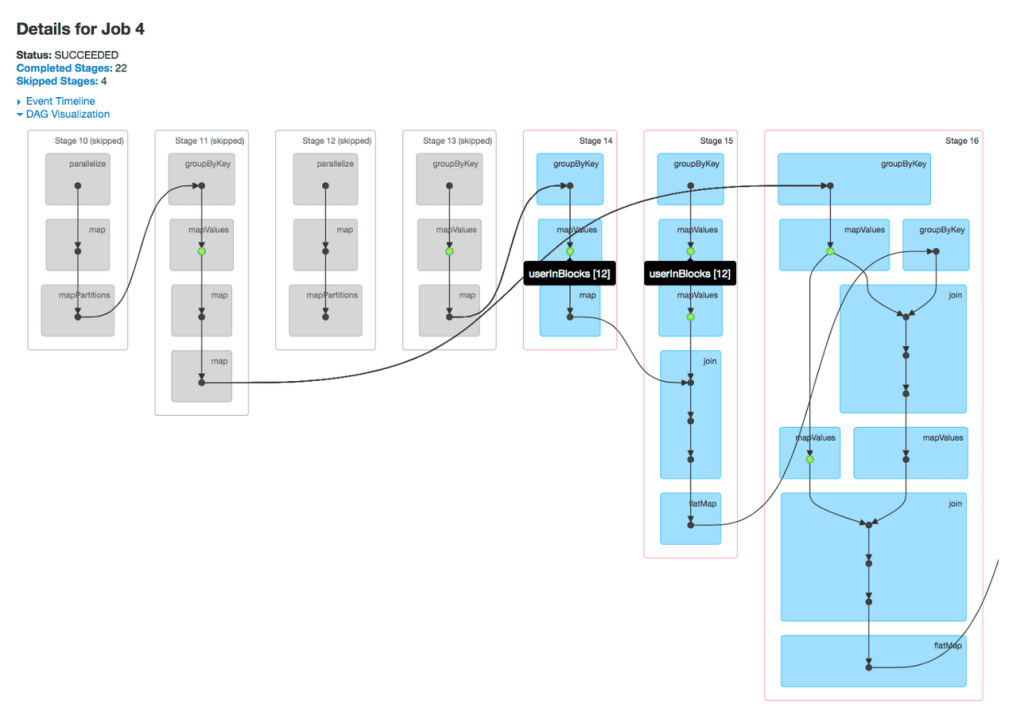 Details for Job 4
Status: SUCCEEDED
Completed Stages: 22
Skipped Stages: 4
Event Timeline
DAG Visualization
Stage 10 (skipped)
parallelize
map
mapPartitions
Stage 11 (skipped)
groupByKey
mapValues
map
map
Stage 12 (skipped)
parallelize
map
mapPartitions
Stage 13 (skipped)
groupByKey
mapValues
map
Stage 14
groupByKey
mapValues
userInBlocks [12]
map
Stage 15
groupByKey
mapValues
userInBlocks [12]
mapValues
join
flatMap
Stage 16
groupByKey
mapValues
groupByKey
join
mapValues
mapValues
join
flatMap